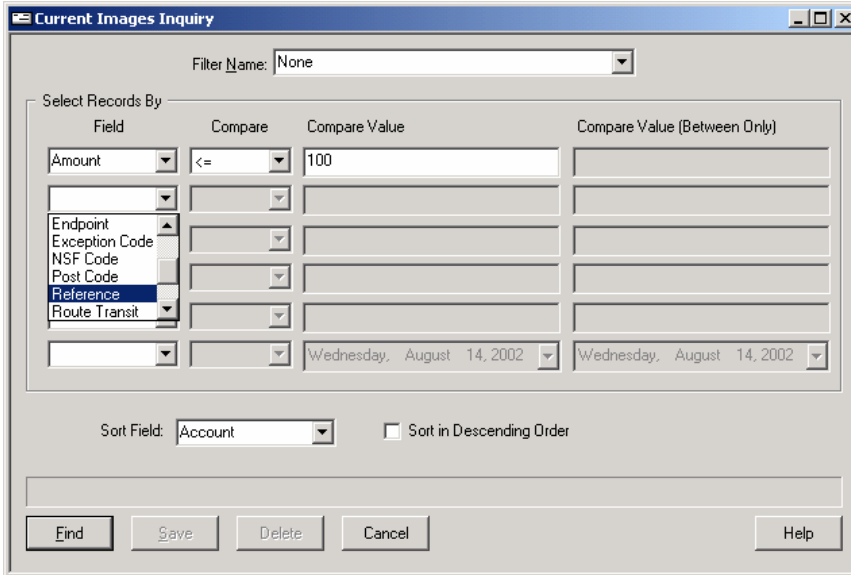 Current Images Inquiry
Filter Name: None
Select Records By
Field Compare Compare Value Compare Value (Between Only)
Amount <= 100
Endpoint
Exception Code
NSF Code
Post Code
Reference
Route Transit
Wednesday, August 14, 2002 Wednesday, August 14, 2002
Sort Field: Account Sort in Descending Order
Find Save Delete Cancel Help